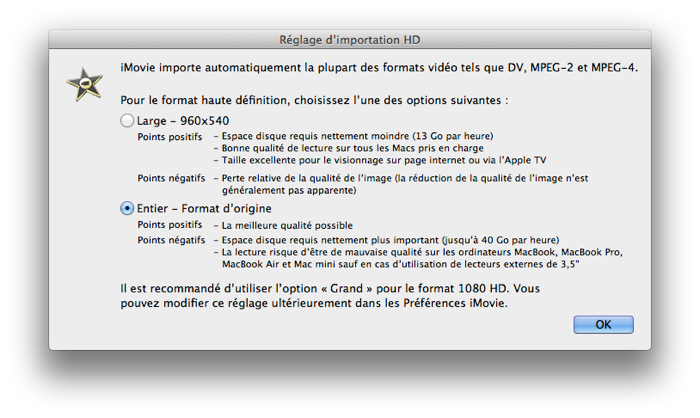 Réglage d'importation HD
iMovie importe automatiquement la plupart des formats vidéo tels que DV, MPEG-2 et MPEG-4.
Pour le format haute définition, choisissez l'une des options suivantes :
Large – 960x540
Points positifs – Espace disque requis nettement moindre (13 Go par heure)
– Bonne qualité de lecture sur tous les Macs pris en charge
– Taille excellente pour le visionnage sur page internet ou via l'Apple TV
Points négatifs – Perte relative de la qualité de l'image (la réduction de la qualité de l'image n'est
généralement pas apparente)
Entier – Format d'origine
Points positifs – La meilleure qualité possible
Points négatifs – Espace disque requis nettement plus important (jusqu'à 40 Go par heure)
– La lecture risque d'être de mauvaise qualité sur les ordinateurs MacBook, MacBook Pro,
MacBook Air et Mac mini sauf en cas d'utilisation de lecteurs externes de 3,5"
Il est recommandé d'utiliser l'option « Grand » pour le format 1080 HD. Vous
pouvez modifier ce réglage ultérieurement dans les Préférences iMovie.
OK